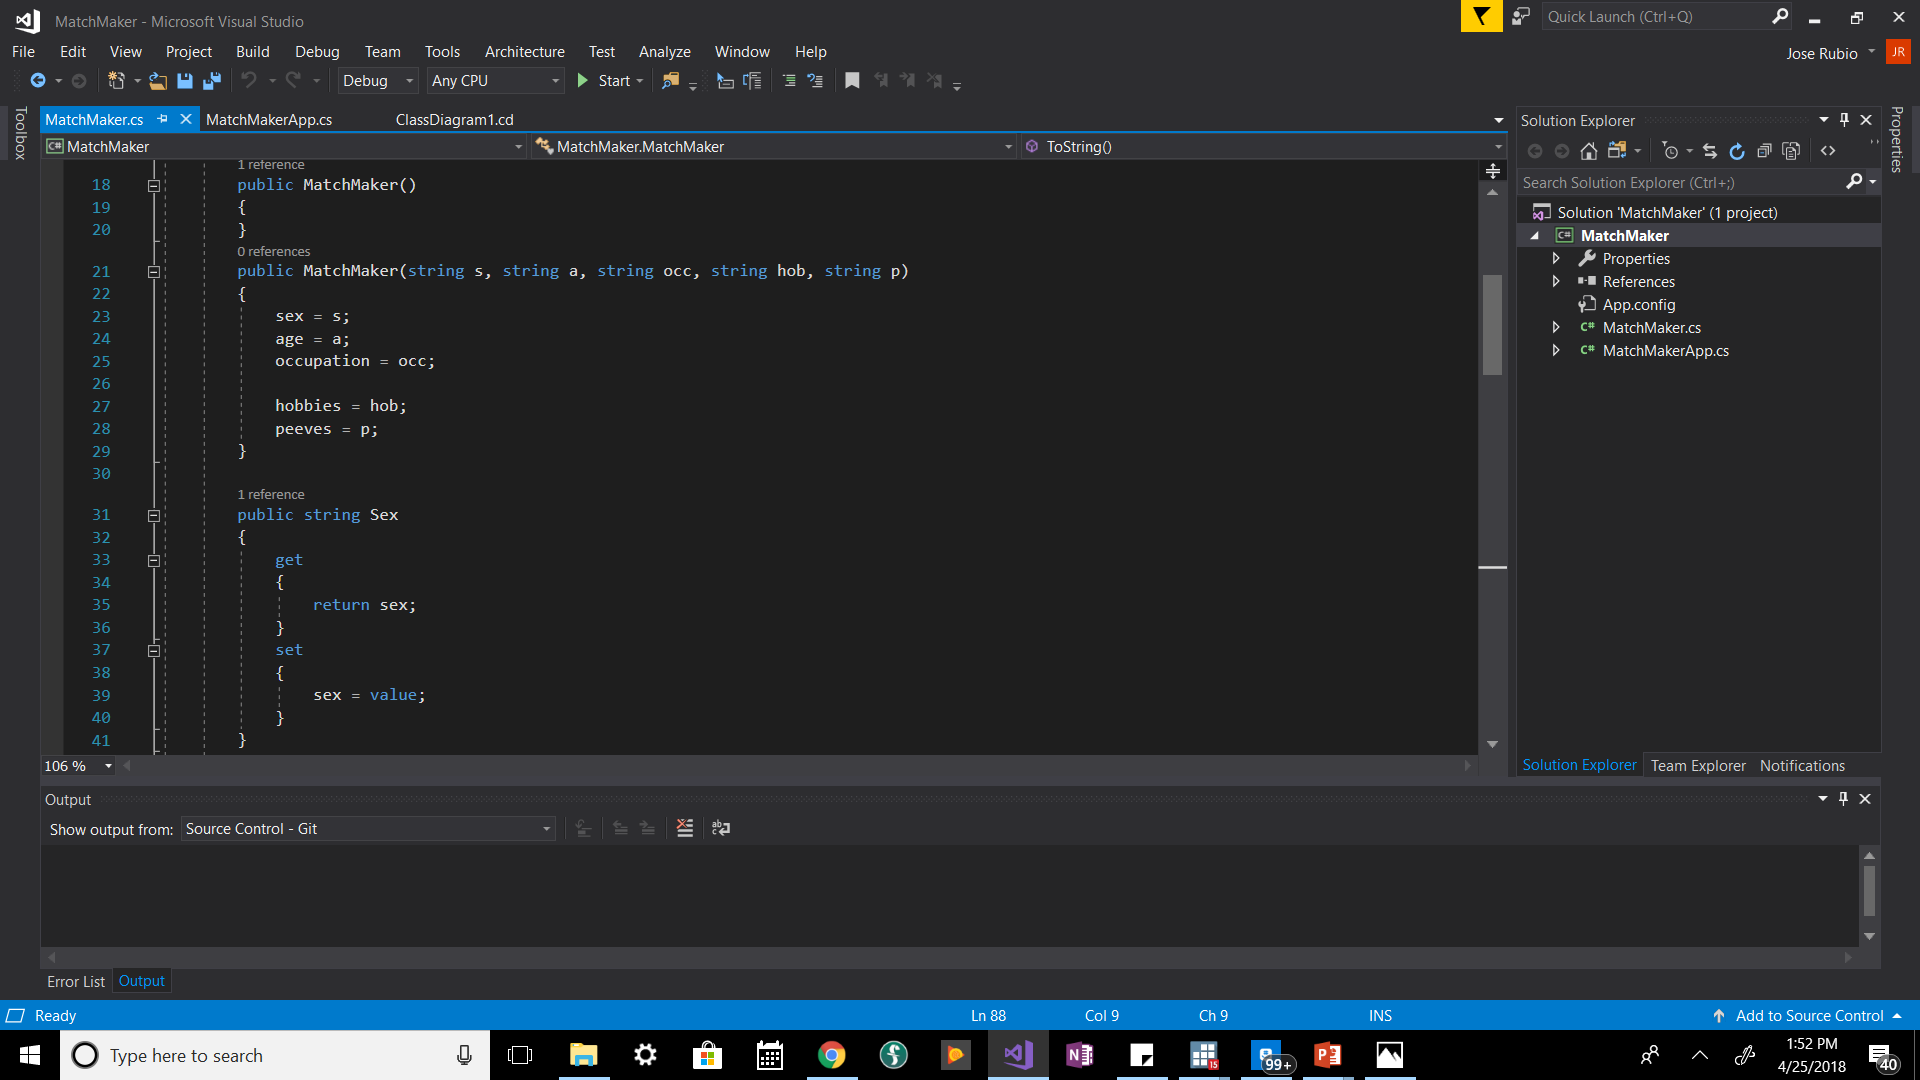 MatchMaker - Microsoft Visual Studio
Quick Launch (Ctrl+Q)
File Edit View Project Build Debug Team Tools Architecture Test Analyze Window Help
Jose Rubio JR
Debug Any CPU Start
Toolbox
MatchMaker.cs MatchMakerApp.cs ClassDiagram1.cd
C# MatchMaker MatchMaker.MatchMaker ToString()
1 reference
18 public MatchMaker()
19 {
20 }
0 references
21 public MatchMaker(string s, string a, string occ, string hob, string p)
22 {
23 sex = s;
24 age = a;
25 occupation = occ;
26
27 hobbies = hob;
28 peeves = p;
29 }
30
1 reference
31 public string Sex
32 {
33 get
34 {
35 return sex;
36 }
37 set
38 {
39 sex = value;
40 }
41 }
106 %
Solution Explorer
Properties
Search Solution Explorer (Ctrl+;)
Solution 'MatchMaker' (1 project)
C# MatchMaker
Properties
References
App.config
C# MatchMaker.cs
C# MatchMakerApp.cs
Solution Explorer Team Explorer Notifications
Output
Show output from: Source Control - Git
Error List Output
Ready Ln 88 Col 9 Ch 9 INS Add to Source Control
Type here to search
N
15
99+
P
1:52 PM
4/25/2018
40